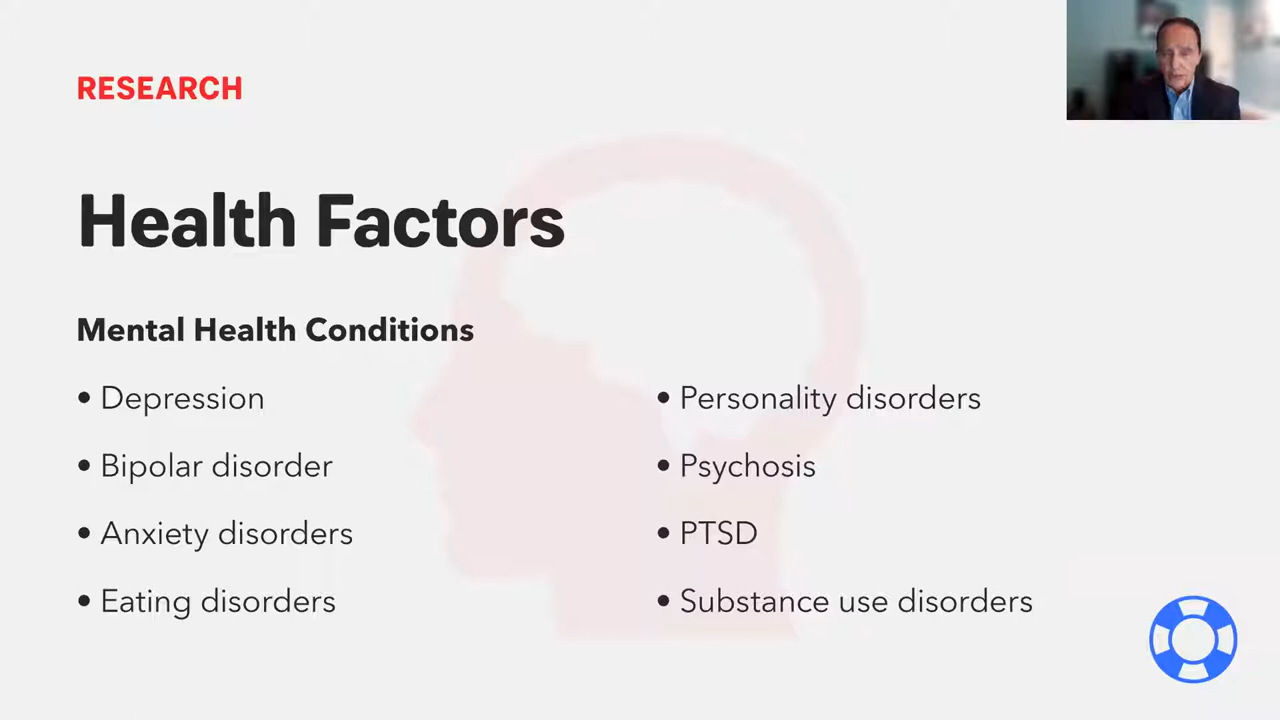 RESEARCH
Health Factors
Mental Health Conditions
• Depression
• Bipolar disorder
• Anxiety disorders
• Eating disorders
• Personality disorders
• Psychosis
• PTSD
• Substance use disorders